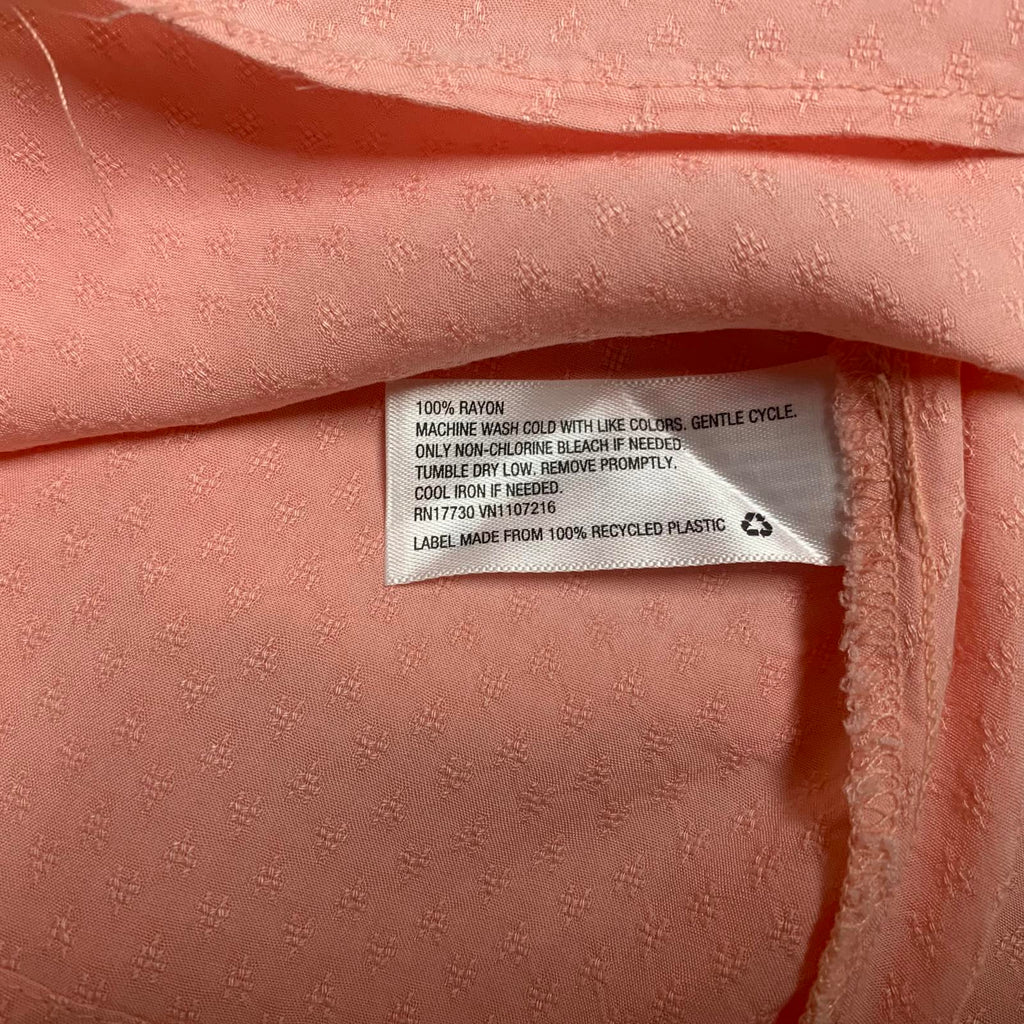 100% RAYON
MACHINE WASH COLD WITH LIKE COLORS. GENTLE CYCLE.
ONLY NON-CHLORINE BLEACH IF NEEDED.
TUMBLE DRY LOW. REMOVE PROMPTLY.
COOL IRON IF NEEDED.
RN17730 VN1107216
LABEL MADE FROM 100% RECYCLED PLASTIC